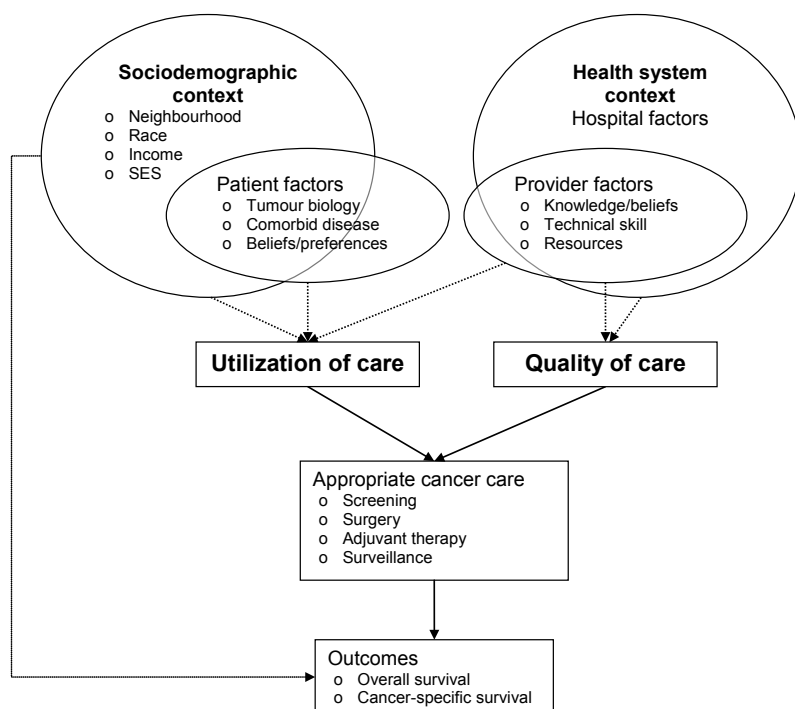 Sociodemographic
context
o Neighbourhood
o Race
o Income
o SES
Patient factors
o Tumour biology
o Comorbid disease
o Beliefs/preferences
Health system
context
Hospital factors
Provider factors
o Knowledge/beliefs
o Technical skill
o Resources
Utilization of care
Quality of care
Appropriate cancer care
o Screening
o Surgery
o Adjuvant therapy
o Surveillance
Outcomes
o Overall survival
o Cancer-specific survival